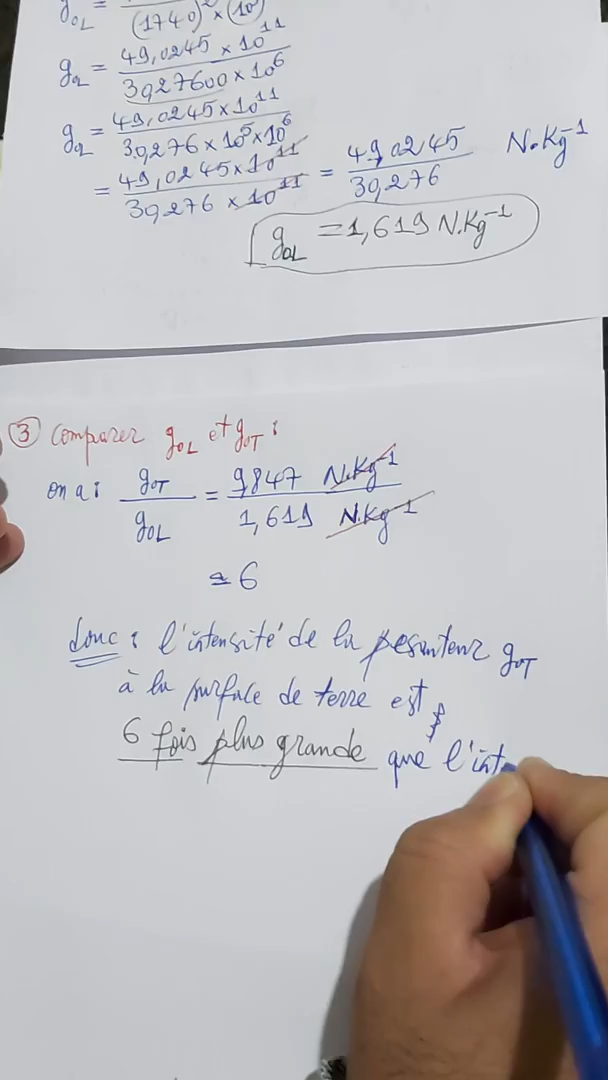 g₀L =
(1740)² × (10³
g₀L = 49,0245 × 10¹¹ / 3027600 × 10⁶
g₀L = 49,0245 × 10¹¹ / 30,276 × 10⁵ × 10⁶
= 49,0245 × 10¹¹ / 30,276 × 10¹¹ = 49,0245 / 30,276 N.Kg⁻¹
g₀L = 1,619 N.Kg⁻¹
③ Comparer g₀L et g₀T :
on a : g₀T / g₀L = 9,847 N.Kg⁻¹ / 1,619 N.Kg⁻¹
≃ 6
donc : l'intensité de la pesanteur g₀T
à la surface de terre est
6 fois plus grande que l'int